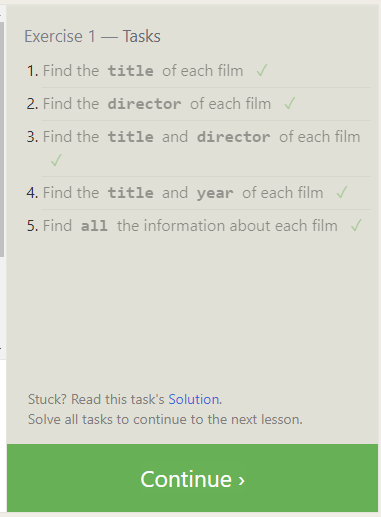 Exercise 1 — Tasks
1. Find the title of each film ✓
2. Find the director of each film ✓
3. Find the title and director of each film
✓
4. Find the title and year of each film ✓
5. Find all the information about each film ✓
Stuck? Read this task's Solution.
Solve all tasks to continue to the next lesson.
Continue ›